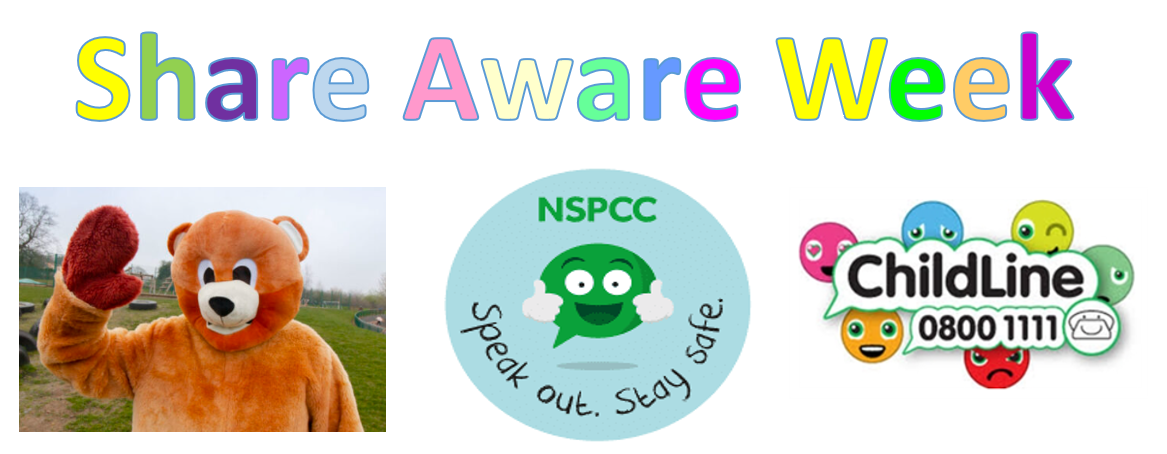 Share Aware Week
NSPCC
Speak out. Stay safe.
ChildLine
0800 1111